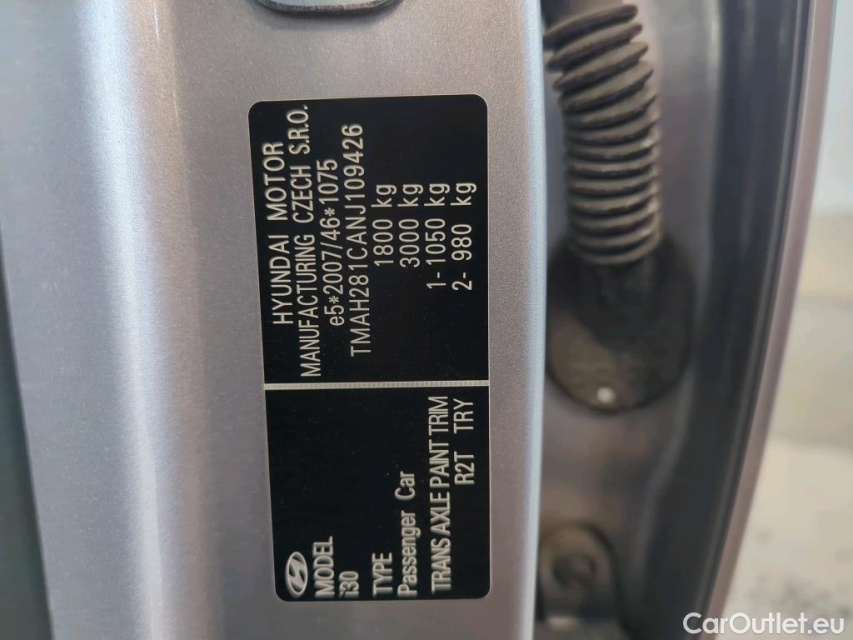 HYUNDAI MOTOR
MANUFACTURING CZECH S.R.O.
e5*2007/46*1075
TMAH281CANJ109426
1800 kg
3000 kg
1- 1050 kg
2- 980 kg
MODEL
i30
TYPE
Passenger Car
TRANS AXLE PAINT TRIM
R2T TRY
CarOutlet.eu